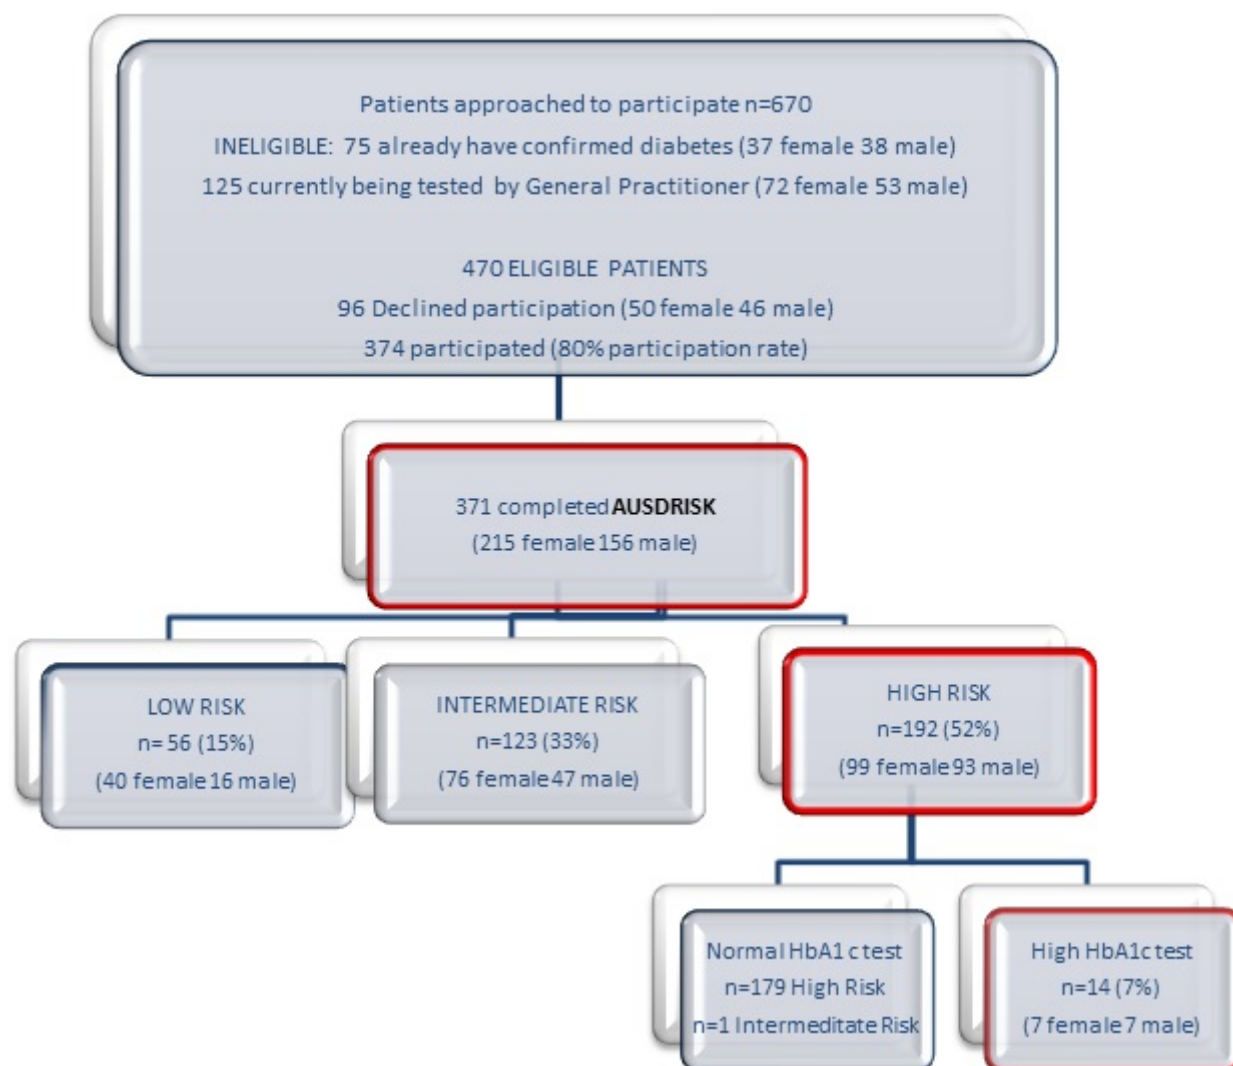 Patients approached to participate n=670
INELIGIBLE: 75 already have confirmed diabetes (37 female 38 male)
125 currently being tested by General Practitioner (72 female 53 male)
470 ELIGIBLE PATIENTS
96 Declined participation (50 female 46 male)
374 participated (80% participation rate)
371 completed AUSDRISK
(215 female 156 male)
LOW RISK
n= 56 (15%)
(40 female 16 male)
INTERMEDIATE RISK
n=123 (33%)
(76 female 47 male)
HIGH RISK
n=192 (52%)
(99 female 93 male)
Normal HbA1c test
n=179 High Risk
n=1 Intermeditate Risk
High HbA1c test
n=14 (7%)
(7 female 7 male)